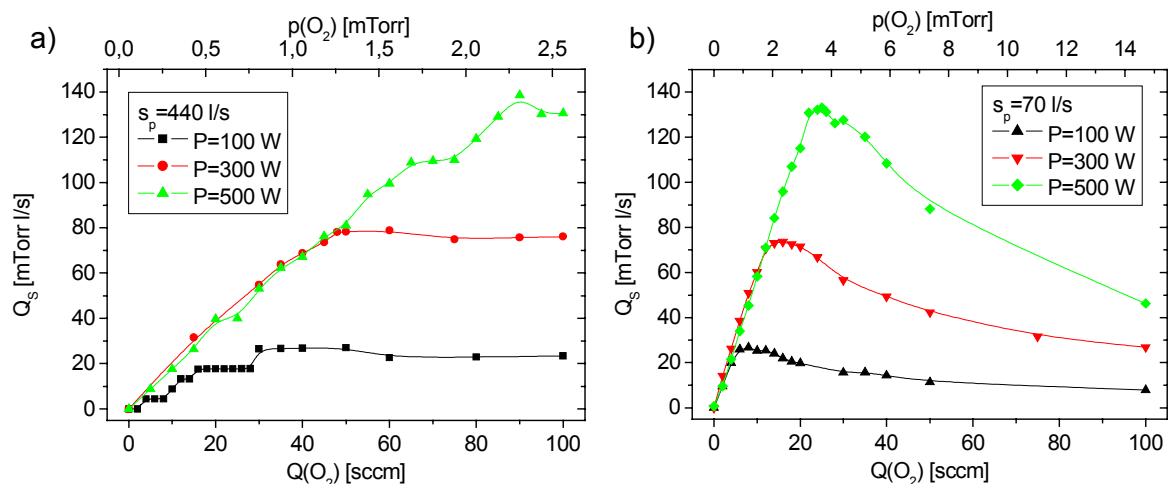 a)
p(O2) [mTorr]
0,0 0,5 1,0 1,5 2,0 2,5
140
120
100
80
60
40
20
0
QS [mTorr l/s]
sp=440 l/s
P=100 W
P=300 W
P=500 W
0 20 40 60 80 100
Q(O2) [sccm]
b)
p(O2) [mTorr]
0 2 4 6 8 10 12 14
140
120
100
80
60
40
20
0
QS [mTorr l/s]
sp=70 l/s
P=100 W
P=300 W
P=500 W
0 20 40 60 80 100
Q(O2) [sccm]